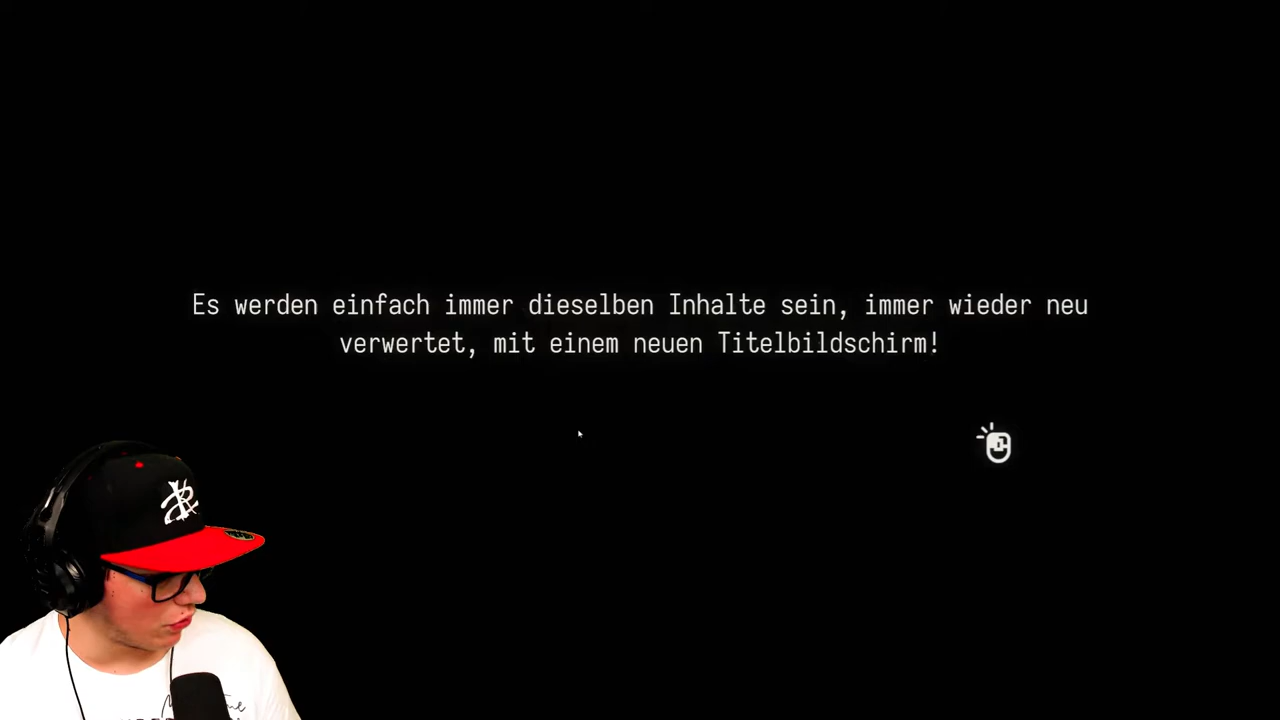 Es werden einfach immer dieselben Inhalte sein, immer wieder neu
verwertet, mit einem neuen Titelbildschirm!